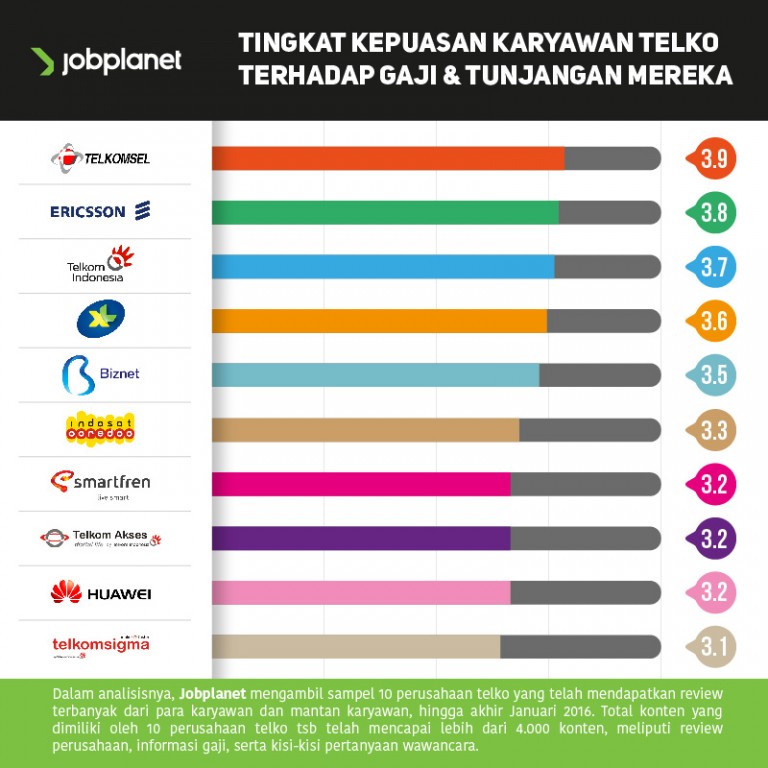 jobplanet
TINGKAT KEPUASAN KARYAWAN TELKO
TERHADAP GAJI & TUNJANGAN MEREKA
TELKOMSEL
3.9
ERICSSON
3.8
Telkom
Indonesia
3.7
XL
3.6
Biznet
3.5
indosat
ooredoo
3.3
smartfren
live smart
3.2
Telkom Akses
3.2
HUAWEI
3.2
telkomsigma
3.1
Dalam analisisnya, Jobplanet mengambil sampel 10 perusahaan telko yang telah mendapatkan review
terbanyak dari para karyawan dan mantan karyawan, hingga akhir Januari 2016. Total konten yang
dimiliki oleh 10 perusahaan telko tsb telah mencapai lebih dari 4.000 konten, meliputi review
perusahaan, informasi gaji, serta kisi-kisi pertanyaan wawancara.